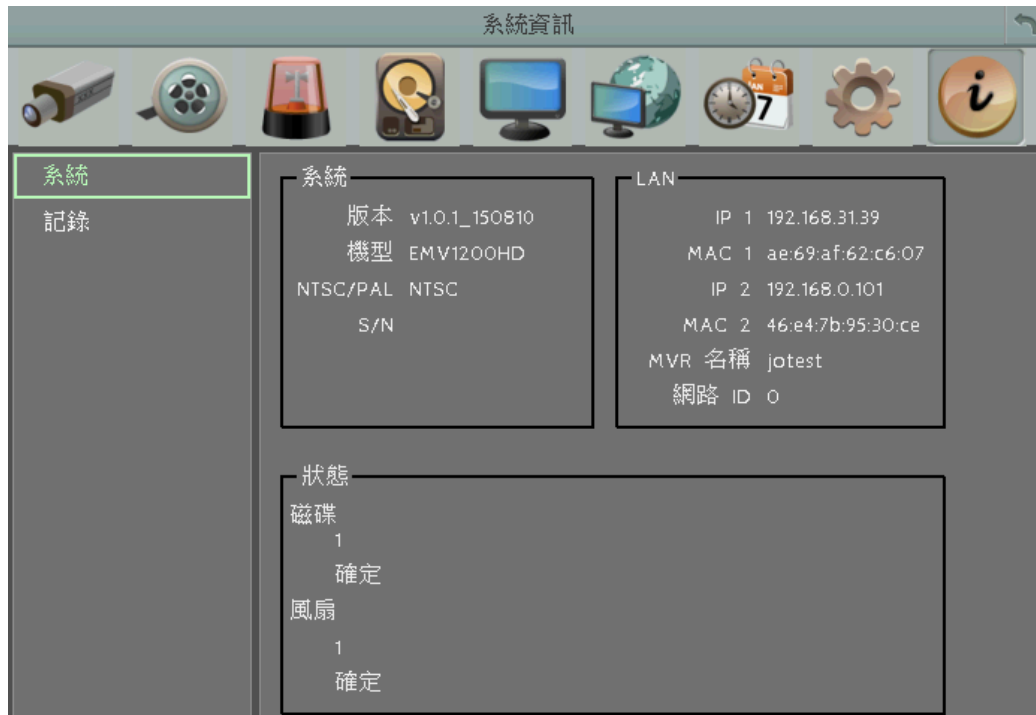 系統資訊
JAN
7
系統
記錄
系統
版本 v1.0.1_150810
機型 EMV1200HD
NTSC/PAL NTSC
S/N
LAN
IP 1 192.168.31.39
MAC 1 ae:69:af:62:c6:07
IP 2 192.168.0.101
MAC 2 46:e4:7b:95:30:ce
MVR 名稱 jotest
網路 ID 0
狀態
磁碟
1
確定
風扇
1
確定